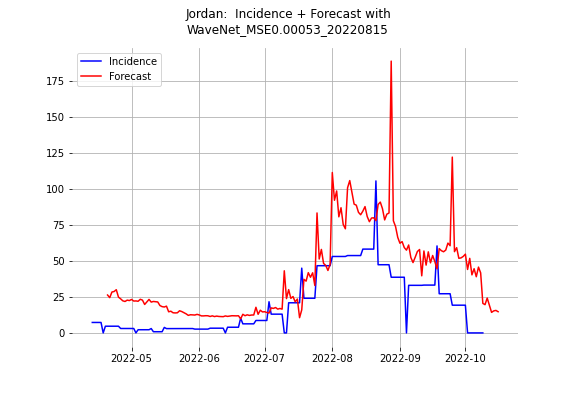 Jordan:  Incidence + Forecast with
WaveNet_MSE0.00053_20220815
Incidence
Forecast
175
150
125
100
75
50
25
0
2022-05 2022-06 2022-07 2022-08 2022-09 2022-10